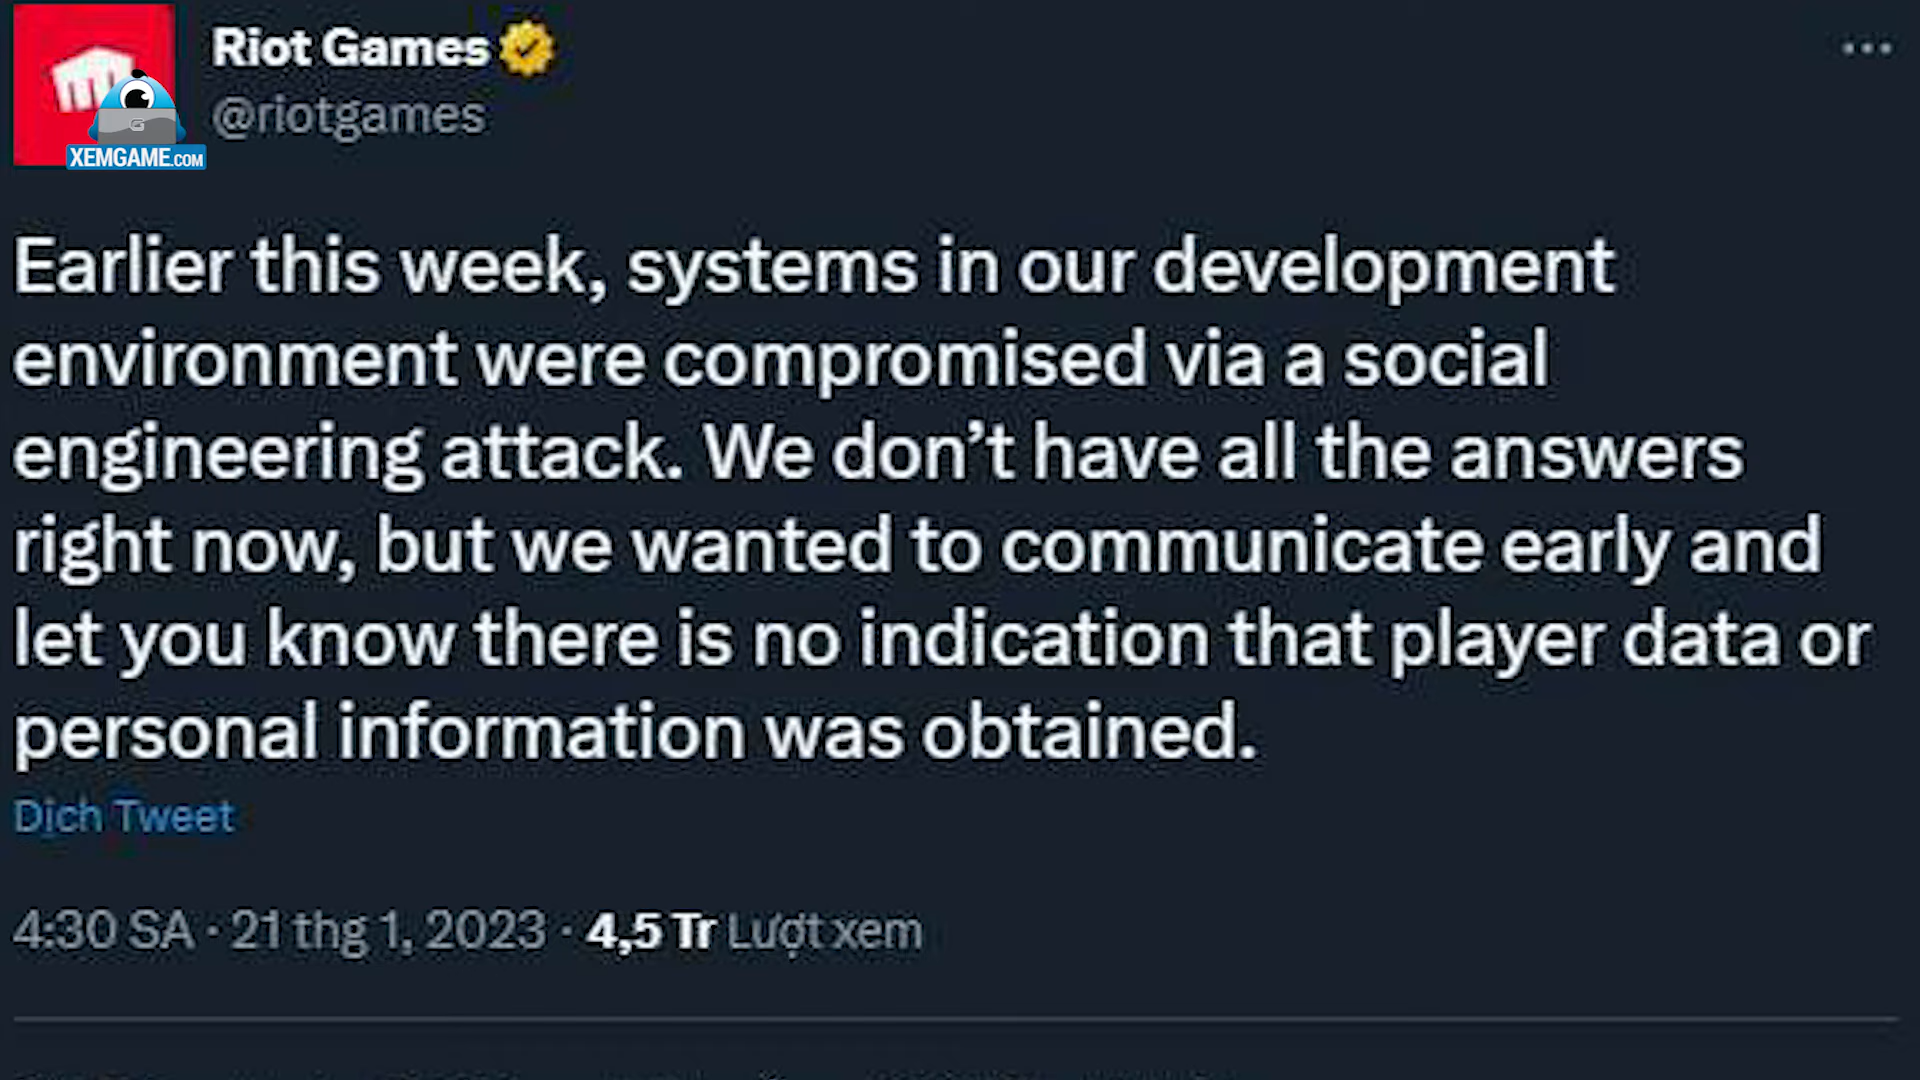 Riot Games
@riotgames
G
XEMGAME.COM
Earlier this week, systems in our development
environment were compromised via a social
engineering attack. We don’t have all the answers
right now, but we wanted to communicate early and
let you know there is no indication that player data or
personal information was obtained.
Dịch Tweet
4:30 SA · 21 thg 1, 2023 · 4,5 Tr Lượt xem